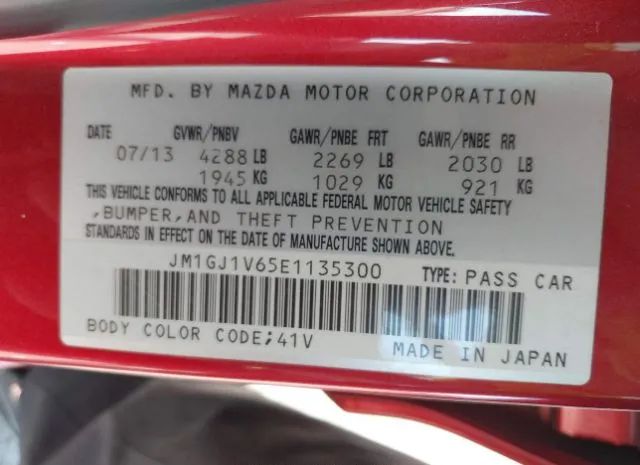 MFD. BY MAZDA MOTOR CORPORATION
DATE GVWR/PNBV GAWR/PNBE FRT GAWR/PNBE RR
07/13 4288 LB 2269 LB 2030 LB
1945 KG 1029 KG 921 KG
THIS VEHICLE CONFORMS TO ALL APPLICABLE FEDERAL MOTOR VEHICLE SAFETY
,BUMPER,AND THEFT PREVENTION
STANDARDS IN EFFECT ON THE DATE OF MANUFACTURE SHOWN ABOVE.
JM1GJ1V65E1135300 TYPE: PASS CAR
BODY COLOR CODE;41V MADE IN JAPAN